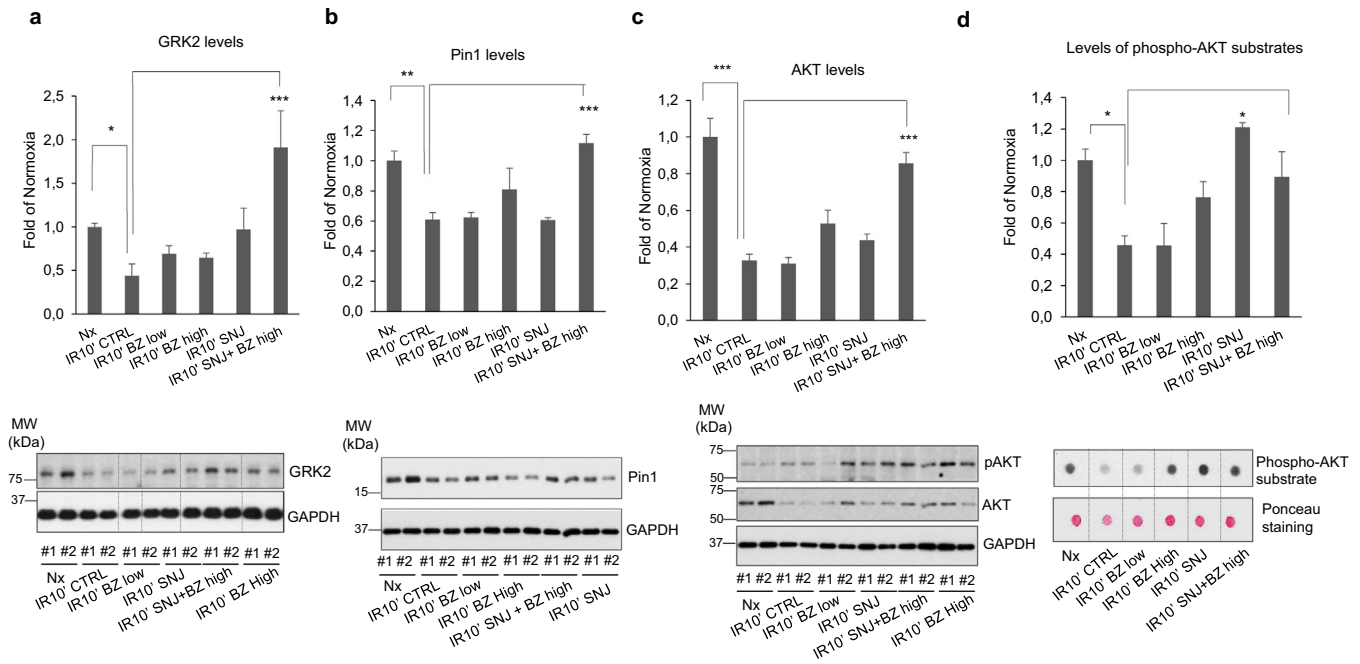 a
GRK2 levels
Fold of Normoxia
2,5
2,0
1,5
1,0
0,5
0,0
*
***
Nx
IR10' CTRL
IR10' BZ low
IR10' BZ high
IR10' SNJ
IR10' SNJ+ BZ high
MW
(kDa)
75
37
GRK2
GAPDH
#1 #2 #1 #2 #1 #2 #1 #2 #1 #2 #1 #2
Nx
IR10' CTRL
IR10' BZ low
IR10' SNJ
IR10' SNJ+BZ high
IR10' BZ High
b
Pin1 levels
Fold of Normoxia
1,4
1,2
1,0
0,8
0,6
0,4
0,2
0,0
**
***
Nx
IR10' CTRL
IR10' BZ low
IR10' BZ high
IR10' SNJ
IR10' SNJ+ BZ high
MW
(kDa)
15
37
Pin1
GAPDH
#1 #2 #1 #2 #1 #2 #1 #2 #1 #2 #1 #2
Nx
IR10' CTRL
IR10' BZ low
IR10' BZ High
IR10' SNJ + BZ high
IR10' SNJ
c
AKT levels
Fold of Normoxia
1,2
1,0
0,8
0,6
0,4
0,2
0,0
***
***
Nx
IR10' CTRL
IR10' BZ low
IR10' BZ high
IR10' SNJ
IR10' SNJ+ BZ high
MW
(kDa)
75
50
75
50
37
pAKT
AKT
GAPDH
#1 #2 #1 #2 #1 #2 #1 #2 #1 #2 #1 #2
Nx
IR10' CTRL
IR10' BZ low
IR10' SNJ
IR10' SNJ+BZ high
IR10' BZ High
d
Levels of phospho-AKT substrates
Fold of Normoxia
1,4
1,2
1,0
0,8
0,6
0,4
0,2
0,0
*
*
Nx
IR10' CTRL
IR10' BZ low
IR10' BZ high
IR10' SNJ
IR10' SNJ+ BZ high
Phospho-AKT
substrate
Ponceau
staining
Nx
IR10' CTRL
IR10' BZ low
IR10' BZ High
IR10' SNJ
IR10' SNJ+BZ high